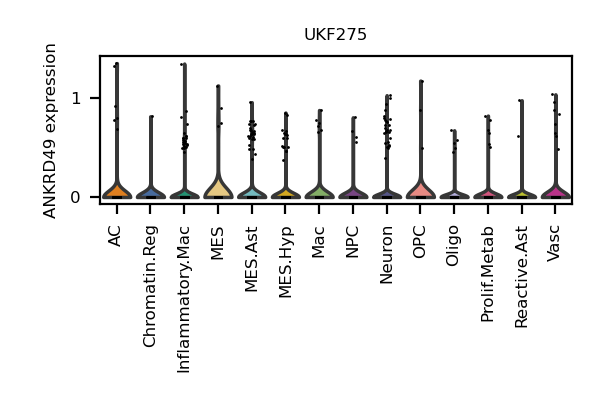 UKF275
ANKRD49 expression
1
0
AC
Chromatin.Reg
Inflammatory.Mac
MES
MES.Ast
MES.Hyp
Mac
NPC
Neuron
OPC
Oligo
Prolif.Metab
Reactive.Ast
Vasc